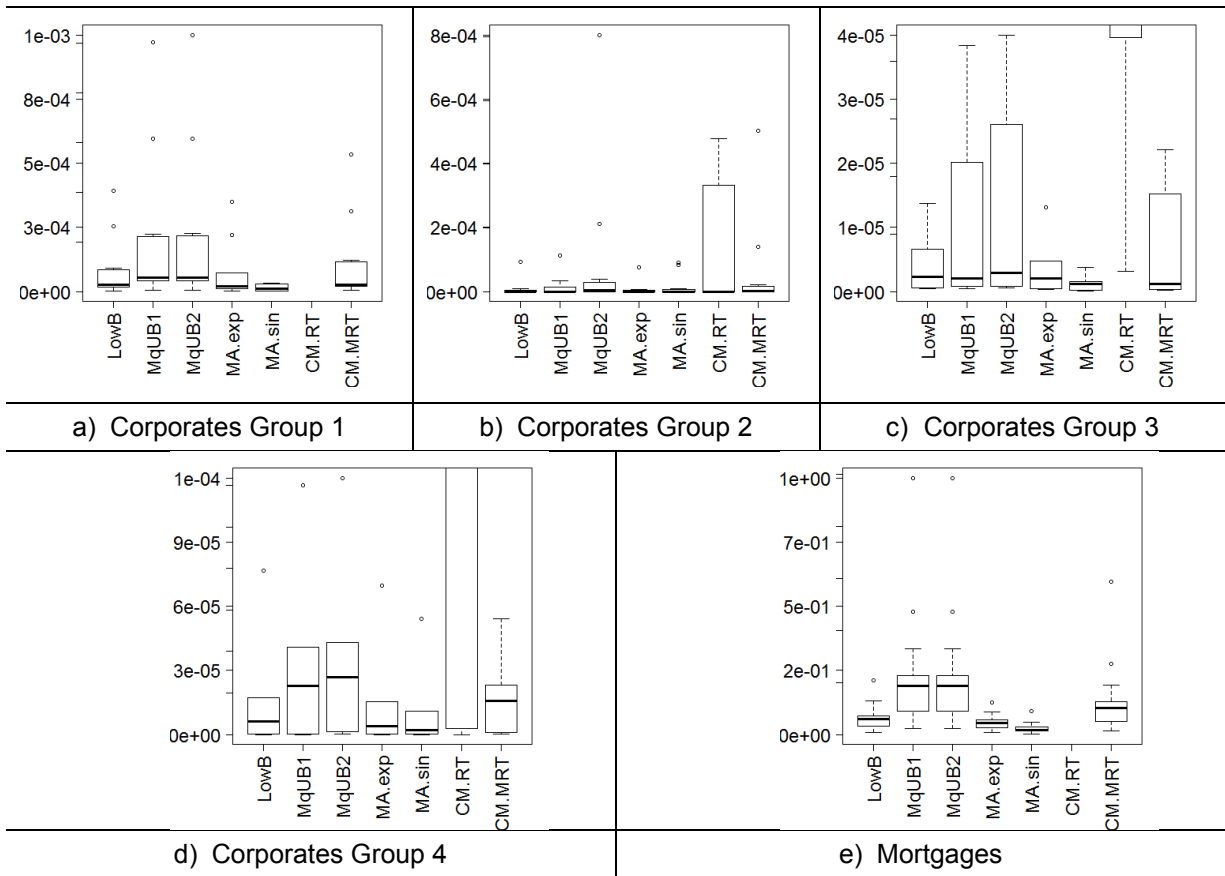 1e-03
8e-04
5e-04
3e-04
0e+00
LowB
MqUB1
MqUB2
MA.exp
MA.sin
CM.RT
CM.MRT
8e-04
6e-04
4e-04
2e-04
0e+00
LowB
MqUB1
MqUB2
MA.exp
MA.sin
CM.RT
CM.MRT
4e-05
3e-05
2e-05
1e-05
0e+00
LowB
MqUB1
MqUB2
MA.exp
MA.sin
CM.RT
CM.MRT
a) Corporates Group 1
b) Corporates Group 2
c) Corporates Group 3
1e-04
9e-05
6e-05
3e-05
0e+00
LowB
MqUB1
MqUB2
MA.exp
MA.sin
CM.RT
CM.MRT
1e+00
7e-01
5e-01
2e-01
0e+00
LowB
MqUB1
MqUB2
MA.exp
MA.sin
CM.RT
CM.MRT
d) Corporates Group 4
e) Mortgages